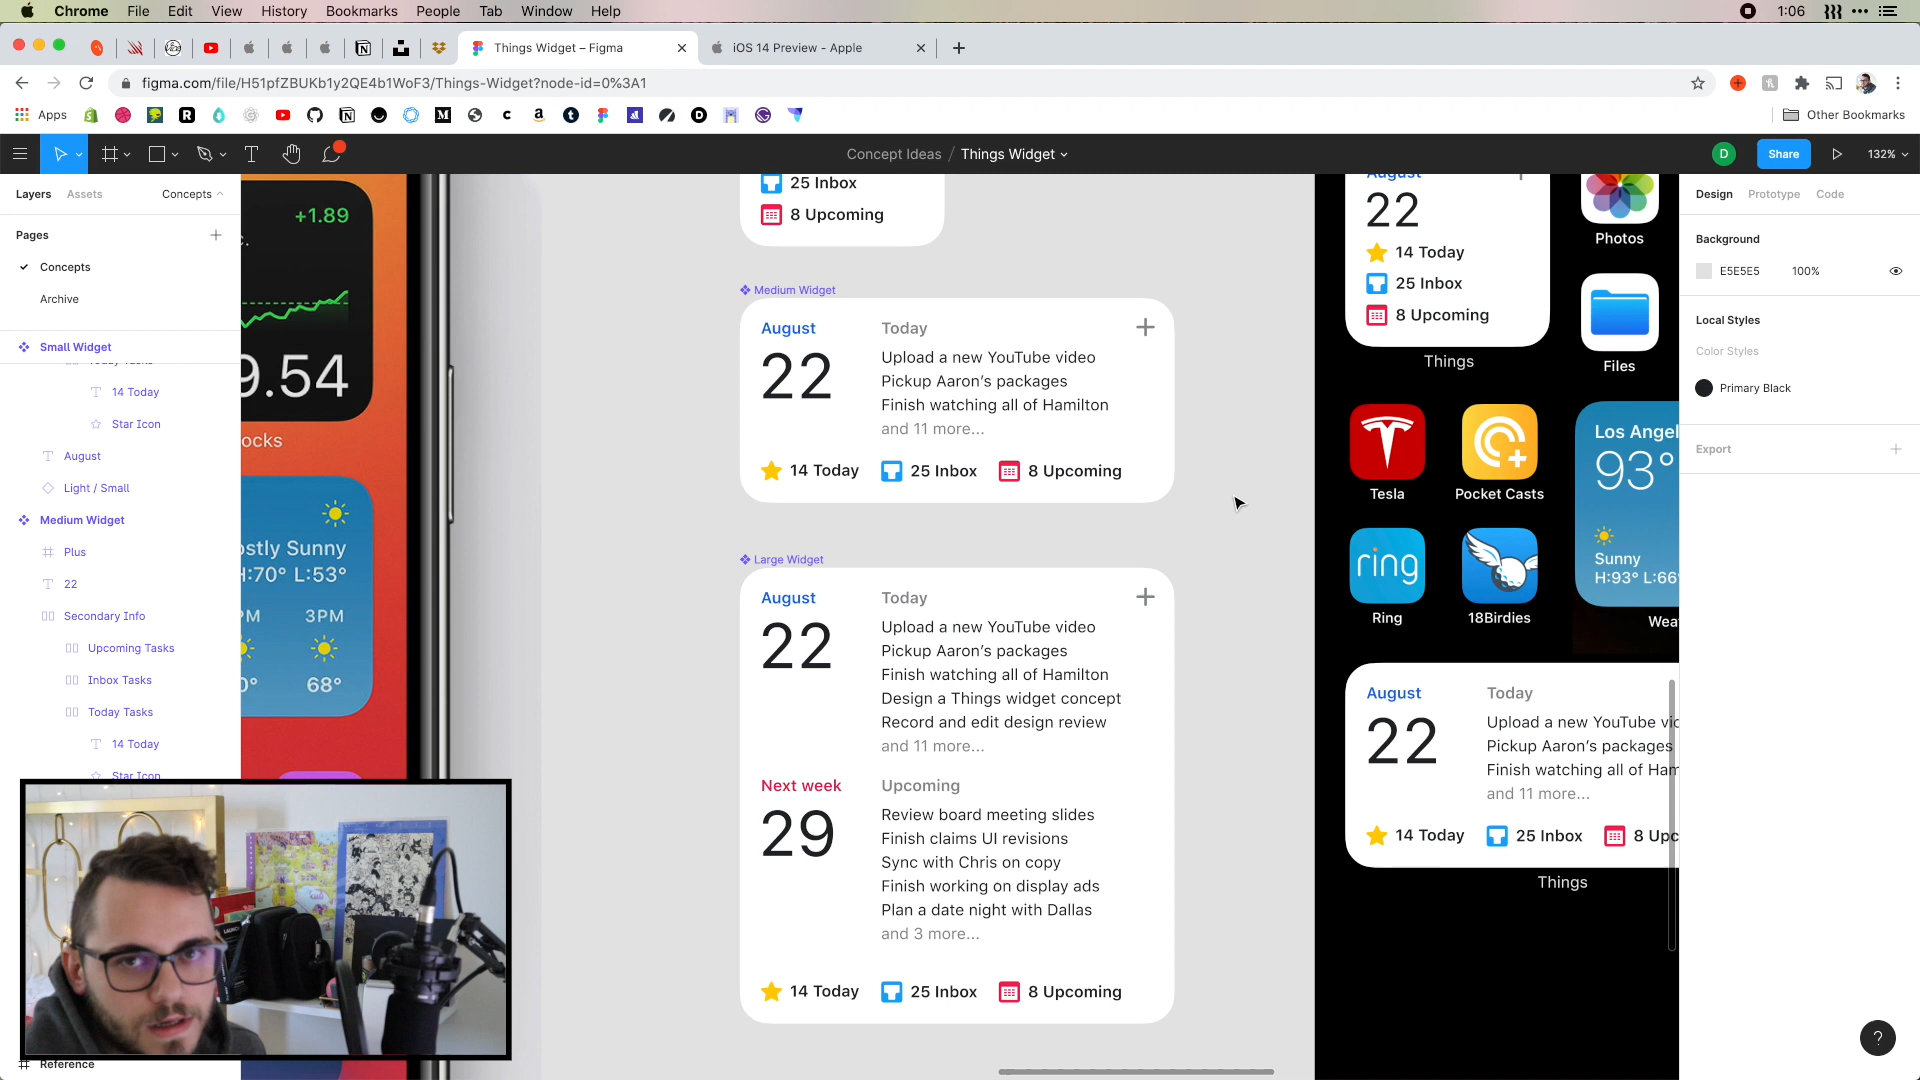 Chrome File Edit View History Bookmarks People Tab Window Help 1:06
Things Widget – Figma iOS 14 Preview - Apple
figma.com/file/H51pfZBUKb1y2QE4b1WoF3/Things-Widget?node-id=0%3A1
Apps Other Bookmarks
Concept Ideas / Things Widget D Share 132%
Layers Assets Concepts
Pages
Concepts
Archive
Small Widget
14 Today
Star Icon
August
Light / Small
Medium Widget
Plus
22
Secondary Info
Upcoming Tasks
Inbox Tasks
Today Tasks
14 Today
Star Icon
Reference
+1.89
9.54
ocks
ostly Sunny
H:70° L:53°
PM 3PM
0° 68°
25 Inbox
8 Upcoming
Medium Widget
August Today
22
Upload a new YouTube video
Pickup Aaron's packages
Finish watching all of Hamilton
and 11 more...
14 Today 25 Inbox 8 Upcoming
Large Widget
August Today
22
Upload a new YouTube video
Pickup Aaron's packages
Finish watching all of Hamilton
Design a Things widget concept
Record and edit design review
and 11 more...
Next week Upcoming
29
Review board meeting slides
Finish claims UI revisions
Sync with Chris on copy
Finish working on display ads
Plan a date night with Dallas
and 3 more...
14 Today 25 Inbox 8 Upcoming
August
22
14 Today
25 Inbox
8 Upcoming
Things
Photos
Files
Tesla
Pocket Casts
ring
Ring
18Birdies
Los Angel
93°
Sunny
H:93° L:66
Wea
August Today
22
Upload a new YouTube vid
Pickup Aaron's packages
Finish watching all of Ham
and 11 more...
14 Today 25 Inbox 8 Upc
Things
Design Prototype Code
Background
E5E5E5 100%
Local Styles
Color Styles
Primary Black
Export
?